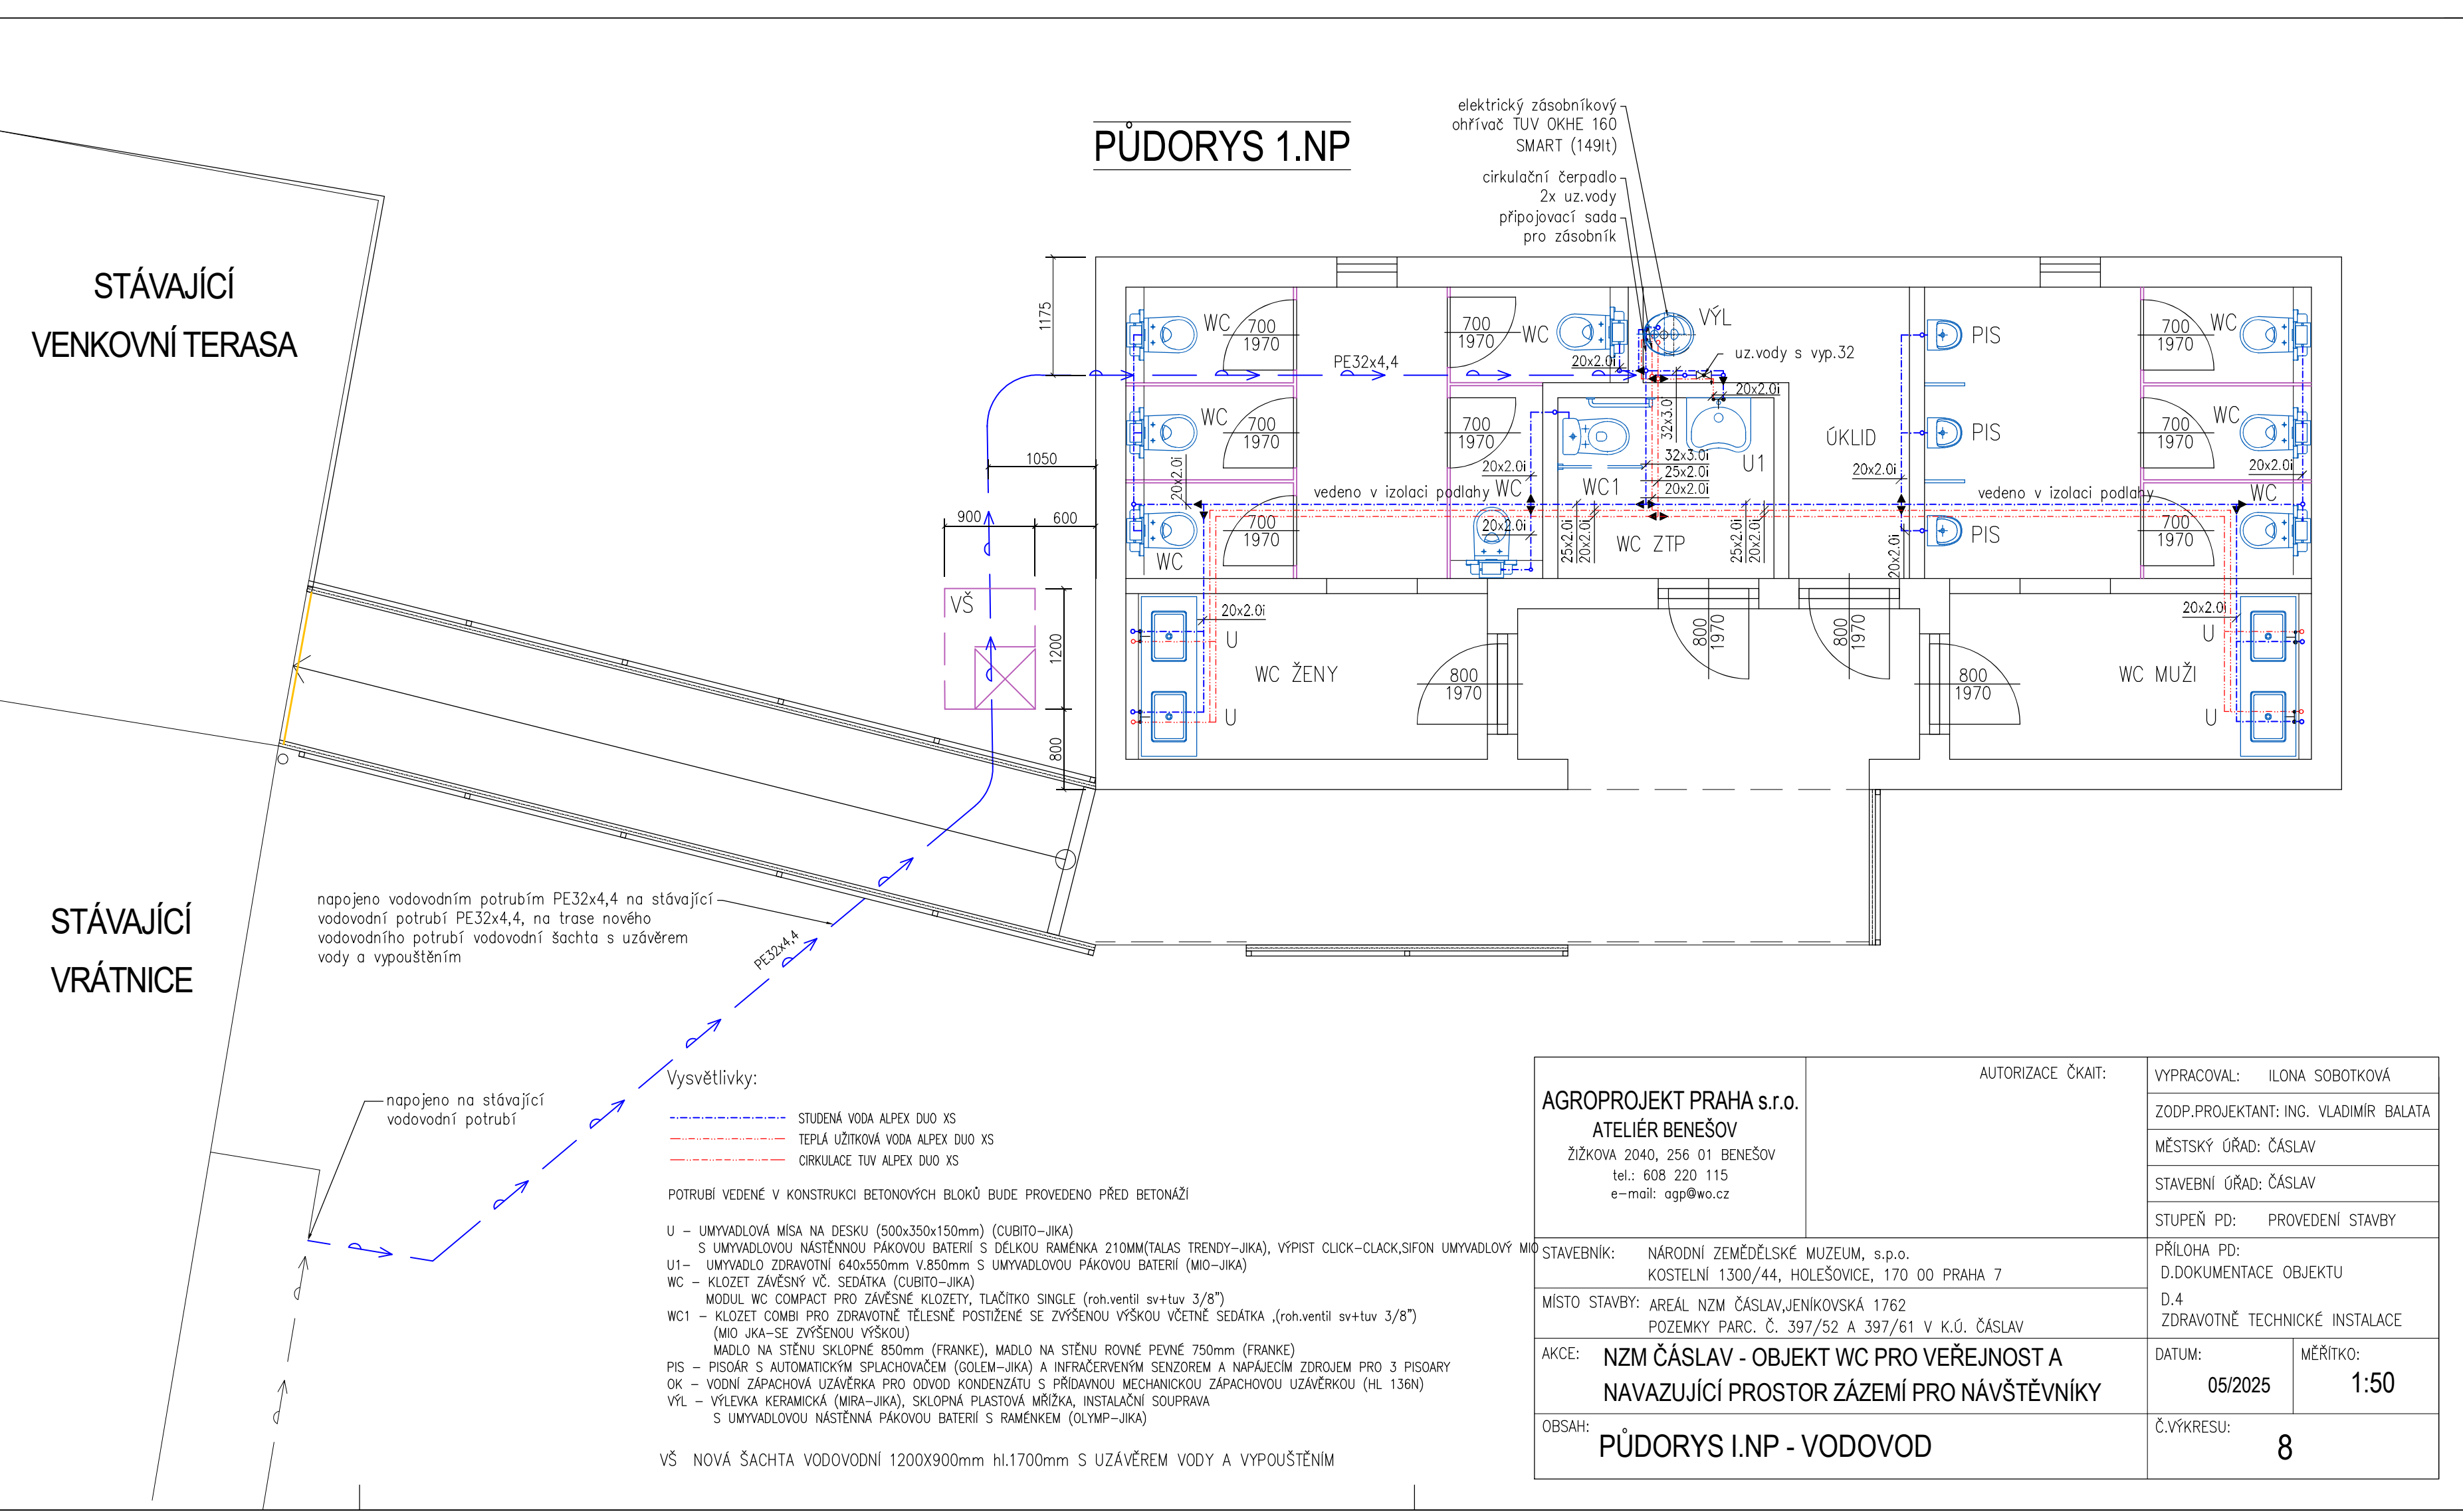 PŮDORYS 1.NP
elektrický zásobníkový
ohřívač TUV OKHE 160
SMART (149lt)
cirkulační čerpadlo
2x uz.vody
připojovací sada
pro zásobník
STÁVAJÍCÍ
VENKOVNÍ TERASA
1175
1050
900
600
1200
800
VŠ
PE32x4,4
WC
700
1970
WC
700
1970
WC
700
1970
700
1970
WC
700
1970
WC
20x2.0i
VÝL
uz.vody s vyp.32
20x2.0i
32x3.0i
32x3.0i
25x2.0i
20x2.0i
U1
ÚKLID
WC1
WC ZTP
20x2.0i
20x2.0i
20x2.0i
vedeno v izolaci podlahy
25x2.0i
20x2.0i
25x2.0i
20x2.0i
20x2.0i
20x2.0i
PIS
PIS
PIS
vedeno v izolaci podlahy
700
1970
WC
700
1970
WC
20x2.0i
WC
700
1970
20x2.0i
U
U
WC ŽENY
800
1970
800
1970
800
1970
800
1970
WC MUŽI
20x2.0i
U
U
STÁVAJÍCÍ
VRÁTNICE
napojeno vodovodním potrubím PE32x4,4 na stávající
vodovodní potrubí PE32x4,4, na trase nového
vodovodního potrubí vodovodní šachta s uzávěrem
vody a vypouštěním
PE32x4,4
napojeno na stávající
vodovodní potrubí
Vysvětlivky:
STUDENÁ VODA ALPEX DUO XS
TEPLÁ UŽITKOVÁ VODA ALPEX DUO XS
CIRKULACE TUV ALPEX DUO XS
POTRUBÍ VEDENÉ V KONSTRUKCI BETONOVÝCH BLOKŮ BUDE PROVEDENO PŘED BETONÁŽÍ
U – UMYVADLOVÁ MÍSA NA DESKU (500x350x150mm) (CUBITO–JIKA)
S UMYVADLOVOU NÁSTĚNNOU PÁKOVOU BATERIÍ S DÉLKOU RAMÉNKA 210MM(TALAS TRENDY–JIKA), VÝPIST CLICK–CLACK,SIFON UMYVADLOVÝ MIO
U1– UMYVADLO ZDRAVOTNÍ 640x550mm V.850mm S UMYVADLOVOU PÁKOVOU BATERIÍ (MIO–JIKA)
WC – KLOZET ZÁVĚSNÝ VČ. SEDÁTKA (CUBITO–JIKA)
MODUL WC COMPACT PRO ZÁVĚSNÉ KLOZETY, TLAČÍTKO SINGLE (roh.ventil sv+tuv 3/8")
WC1 – KLOZET COMBI PRO ZDRAVOTNĚ TĚLESNĚ POSTIŽENÉ SE ZVÝŠENOU VÝŠKOU VČETNĚ SEDÁTKA ,(roh.ventil sv+tuv 3/8")
(MIO JKA–SE ZVÝŠENOU VÝŠKOU)
MADLO NA STĚNU SKLOPNÉ 850mm (FRANKE), MADLO NA STĚNU ROVNÉ PEVNÉ 750mm (FRANKE)
PIS – PISOÁR S AUTOMATICKÝM SPLACHOVAČEM (GOLEM–JIKA) A INFRAČERVENÝM SENZOREM A NAPÁJECÍM ZDROJEM PRO 3 PISOARY
OK – VODNÍ ZÁPACHOVÁ UZÁVĚRKA PRO ODVOD KONDENZÁTU S PŘÍDAVNOU MECHANICKOU ZÁPACHOVOU UZÁVĚRKOU (HL 136N)
VÝL – VÝLEVKA KERAMICKÁ (MIRA–JIKA), SKLOPNÁ PLASTOVÁ MŘÍŽKA, INSTALAČNÍ SOUPRAVA
S UMYVADLOVOU NÁSTĚNNÁ PÁKOVOU BATERIÍ S RAMÉNKEM (OLYMP–JIKA)
VŠ NOVÁ ŠACHTA VODOVODNÍ 1200X900mm hl.1700mm S UZÁVĚREM VODY A VYPOUŠTĚNÍM
AGROPROJEKT PRAHA s.r.o.
ATELIÉR BENEŠOV
ŽIŽKOVA 2040, 256 01 BENEŠOV
tel.: 608 220 115
e–mail: agp@wo.cz
AUTORIZACE ČKAIT:
VYPRACOVAL: ILONA SOBOTKOVÁ
ZODP.PROJEKTANT: ING. VLADIMÍR BALATA
MĚSTSKÝ ÚŘAD: ČÁSLAV
STAVEBNÍ ÚŘAD: ČÁSLAV
STUPEŇ PD: PROVEDENÍ STAVBY
STAVEBNÍK: NÁRODNÍ ZEMĚDĚLSKÉ MUZEUM, s.p.o.
KOSTELNÍ 1300/44, HOLEŠOVICE, 170 00 PRAHA 7
MÍSTO STAVBY: AREÁL NZM ČÁSLAV,JENÍKOVSKÁ 1762
POZEMKY PARC. Č. 397/52 A 397/61 V K.Ú. ČÁSLAV
PŘÍLOHA PD:
D.DOKUMENTACE OBJEKTU
D.4
ZDRAVOTNĚ TECHNICKÉ INSTALACE
AKCE: NZM ČÁSLAV - OBJEKT WC PRO VEŘEJNOST A
NAVAZUJÍCÍ PROSTOR ZÁZEMÍ PRO NÁVŠTĚVNÍKY
DATUM:
05/2025
MĚŘÍTKO:
1:50
OBSAH:
PŮDORYS I.NP - VODOVOD
Č.VÝKRESU:
8